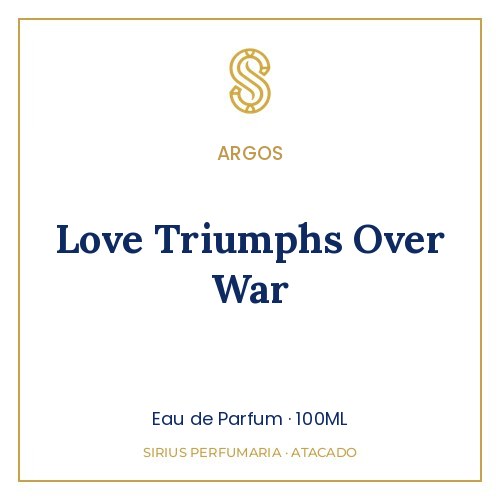 ARGOS
Love Triumphs Over
War
Eau de Parfum · 100ML
SIRIUS PERFUMARIA · ATACADO